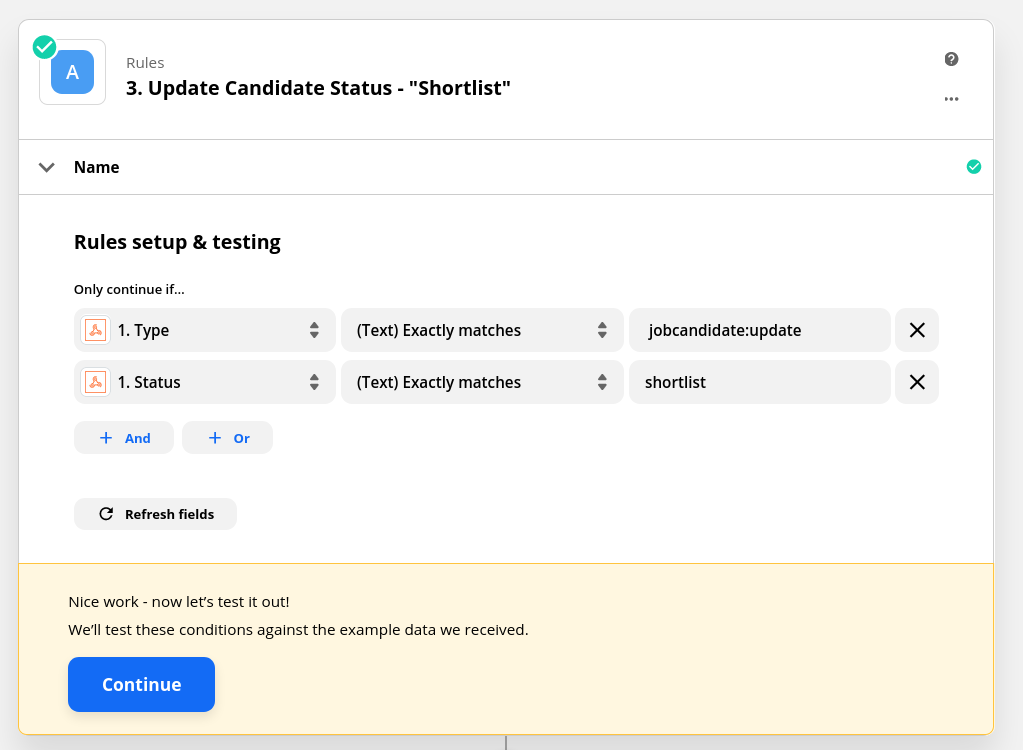 A
Rules
3. Update Candidate Status - "Shortlist"
Name
Rules setup & testing
Only continue if...
1. Type (Text) Exactly matches jobcandidate:update
1. Status (Text) Exactly matches shortlist
And Or
Refresh fields
Nice work - now let’s test it out!
We’ll test these conditions against the example data we received.
Continue